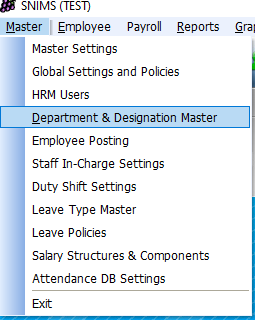 SNIMS (TEST)
Master Employee Payroll Reports Gra
Master Settings
Global Settings and Policies
HRM Users
Department & Designation Master
Employee Posting
Staff In-Charge Settings
Duty Shift Settings
Leave Type Master
Leave Policies
Salary Structures & Components
Attendance DB Settings
Exit